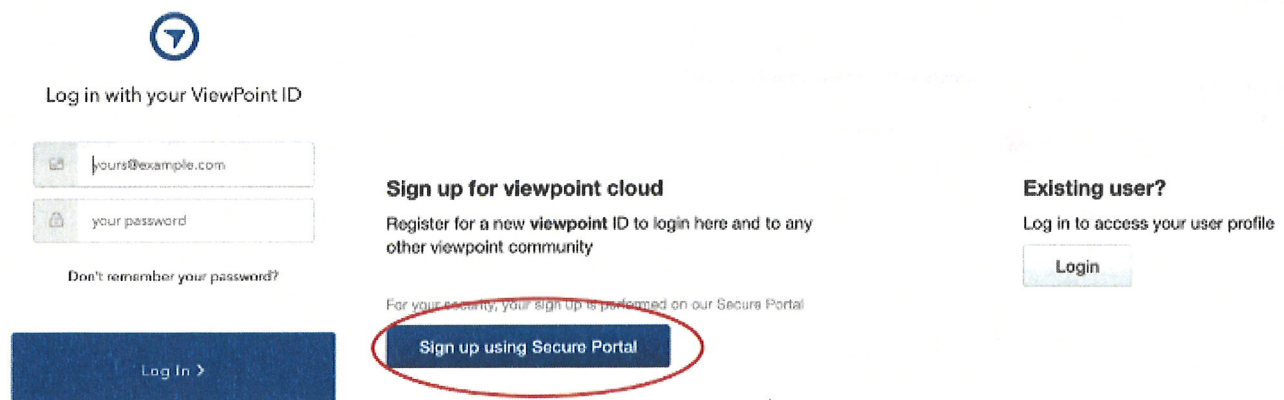 Log in with your ViewPoint ID
yours@example.com
your password
Don't remember your password?
Log In >
Sign up for viewpoint cloud
Register for a new viewpoint ID to login here and to any
other viewpoint community
For your security, your sign up is performed on our Secure Portal
Sign up using Secure Portal
Existing user?
Log in to access your user profile
Login